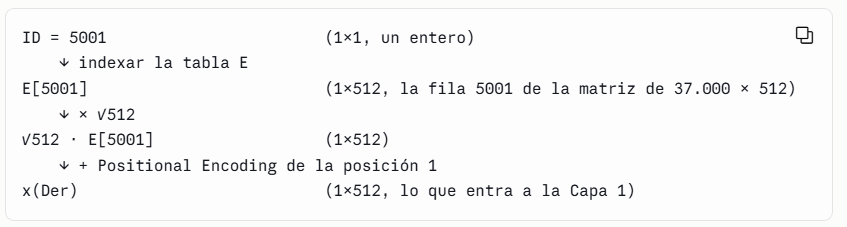 ID = 5001 (1×1, un entero)
↓ indexar la tabla E
E[5001] (1×512, la fila 5001 de la matriz de 37.000 × 512)
↓ × √512
√512 · E[5001] (1×512)
↓ + Positional Encoding de la posición 1
x(Der) (1×512, lo que entra a la Capa 1)